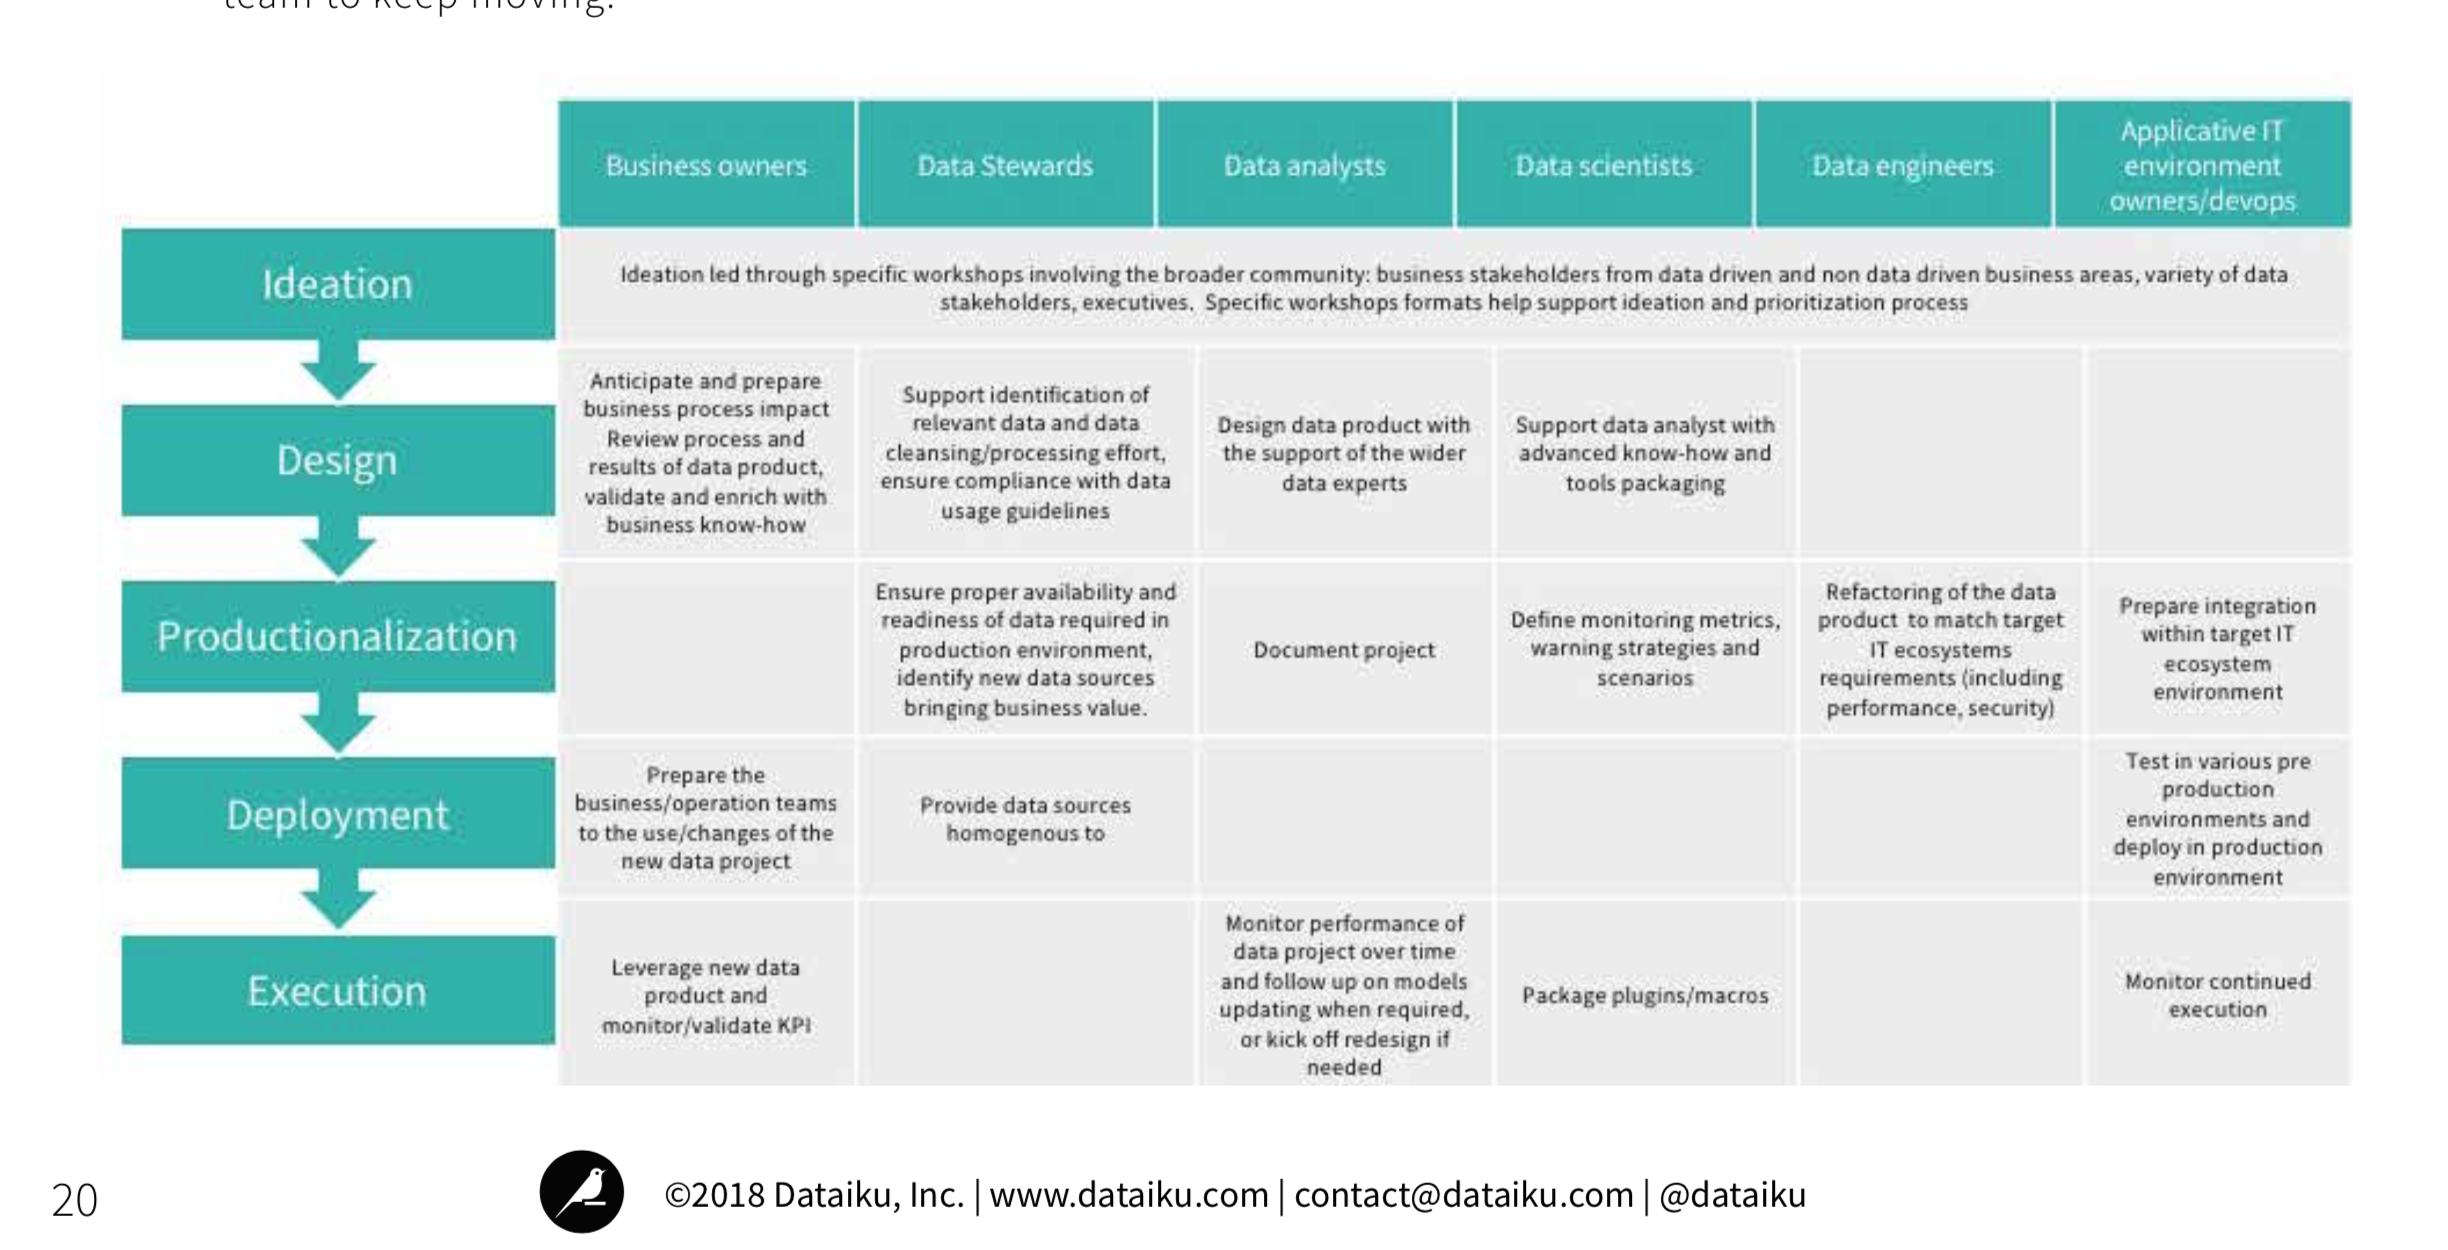 team to keep moving.
Business owners
Data Stewards
Data analysts
Data scientists
Data engineers
Applicative IT
environment
owners/devops
Ideation
Ideation led through specific workshops involving the broader community: business stakeholders from data driven and non data driven business areas, variety of data
stakeholders, executives. Specific workshops formats help support ideation and prioritization process
Design
Anticipate and prepare
business process impact
Review process and
results of data product,
validate and enrich with
business know-how
Support identification of
relevant data and data
cleansing/processing effort,
ensure compliance with data
usage guidelines
Design data product with
the support of the wider
data experts
Support data analyst with
advanced know-how and
tools packaging
Productionalization
Ensure proper availability and
readiness of data required in
production environment,
identify new data sources
bringing business value.
Document project
Define monitoring metrics,
warning strategies and
scenarios
Refactoring of the data
product to match target
IT ecosystems
requirements (including
performance, security)
Prepare integration
within target IT
ecosystem
environment
Deployment
Prepare the
business/operation teams
to the use/changes of the
new data project
Provide data sources
homogenous to
Test in various pre
production
environments and
deploy in production
environment
Execution
Leverage new data
product and
monitor/validate KPI
Monitor performance of
data project over time
and follow up on models
updating when required,
or kick off redesign if
needed
Package plugins/macros
Monitor continued
execution
20
©2018 Dataiku, Inc. | www.dataiku.com | contact@dataiku.com | @dataiku